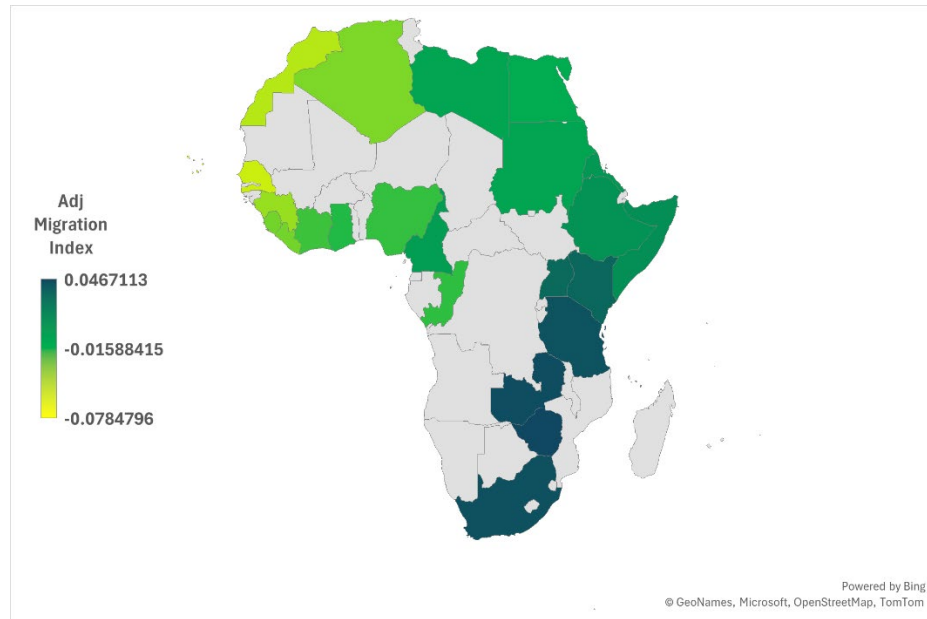 Adj
Migration
Index
0.0467113
-0.01588415
-0.0784796
Powered by Bing
© GeoNames, Microsoft, OpenStreetMap, TomTom